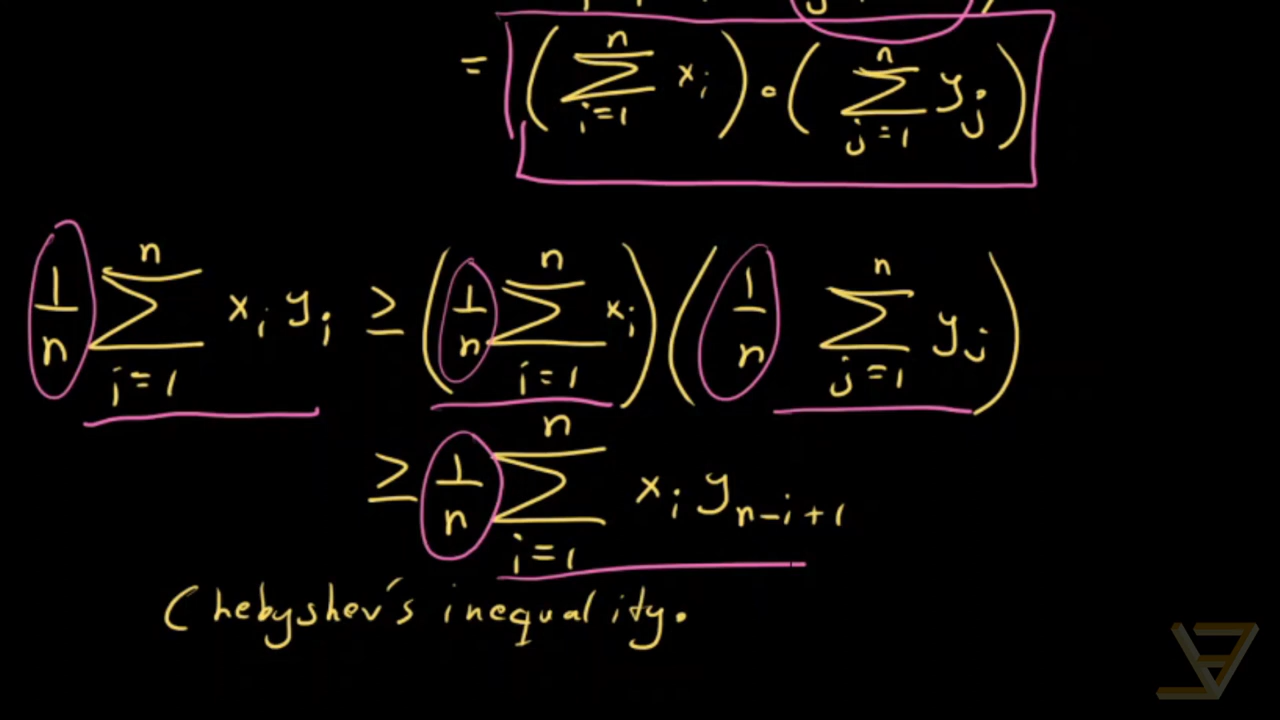 = (∑_{i=1}^{n} x_i) · (∑_{j=1}^{n} y_j)
1/n ∑_{i=1}^{n} x_i y_i ≥ (1/n ∑_{i=1}^{n} x_i) (1/n ∑_{j=1}^{n} y_j)
≥ 1/n ∑_{i=1}^{n} x_i y_{n-i+1}
Chebyshev's inequality.